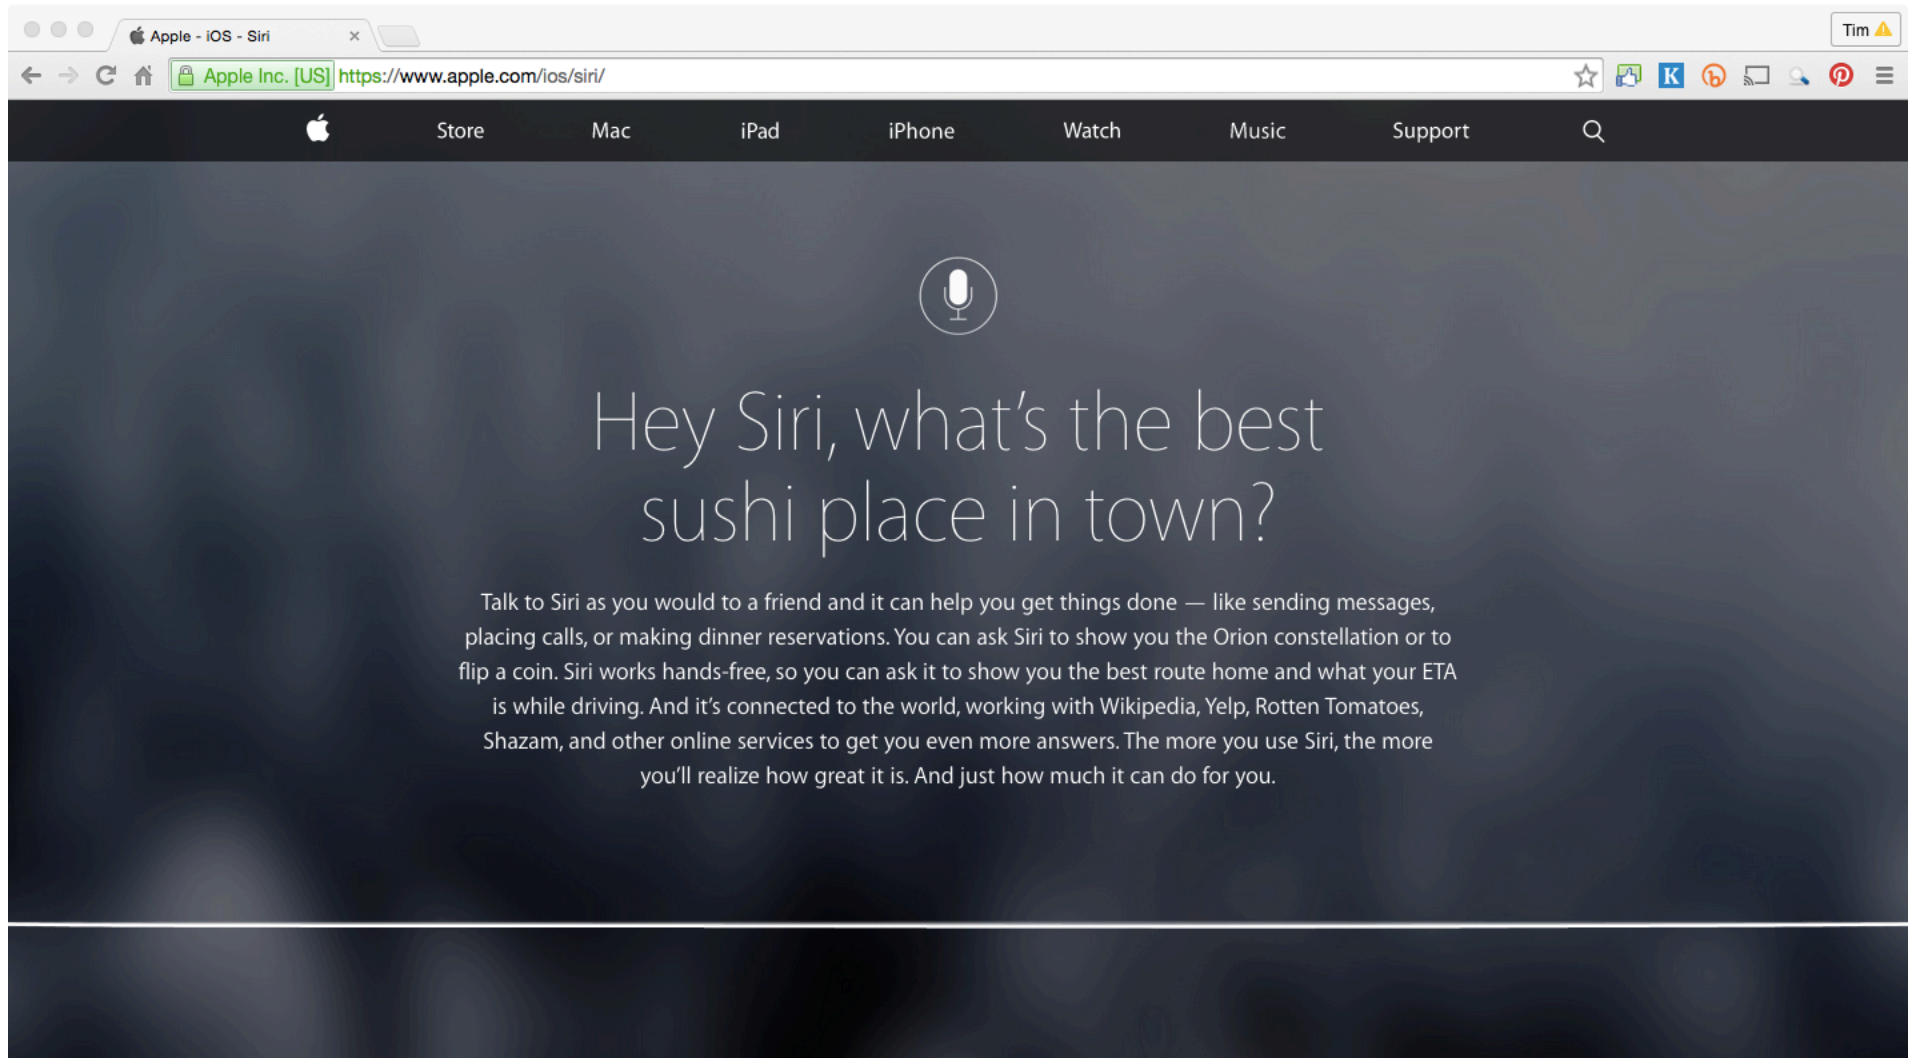 Apple - iOS - Siri
Tim
Apple Inc. [US] https://www.apple.com/ios/siri/
K
Store Mac iPad iPhone Watch Music Support
Hey Siri, what's the best
sushi place in town?
Talk to Siri as you would to a friend and it can help you get things done — like sending messages,
placing calls, or making dinner reservations. You can ask Siri to show you the Orion constellation or to
flip a coin. Siri works hands-free, so you can ask it to show you the best route home and what your ETA
is while driving. And it's connected to the world, working with Wikipedia, Yelp, Rotten Tomatoes,
Shazam, and other online services to get you even more answers. The more you use Siri, the more
you'll realize how great it is. And just how much it can do for you.